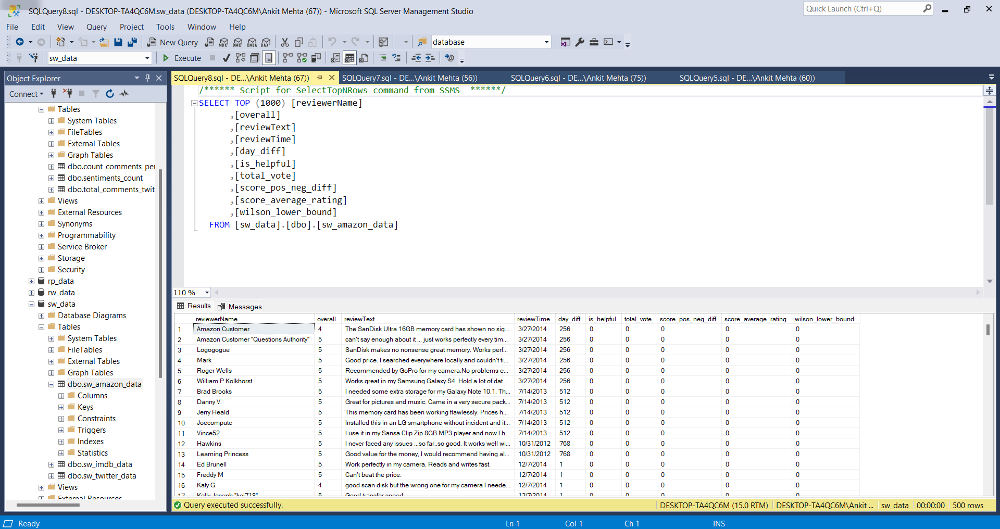 SQLQuery8.sql - DESKTOP-TA4QC6M.sw_data (DESKTOP-TA4QC6M\Ankit Mehta (67)) - Microsoft SQL Server Management Studio
Quick Launch (Ctrl+Q)
File Edit View Query Project Tools Window Help
New Query MDX DMX XMLA DAX database
sw_data Execute
Object Explorer
Connect
Tables
System Tables
FileTables
External Tables
Graph Tables
dbo.count_comments_per
dbo.sentiments_count
dbo.total_comments_twit
Views
External Resources
Synonyms
Programmability
Service Broker
Storage
Security
rp_data
rw_data
sw_data
Database Diagrams
Tables
System Tables
FileTables
External Tables
Graph Tables
dbo.sw_amazon_data
Columns
Keys
Constraints
Triggers
Indexes
Statistics
dbo.sw_imdb_data
dbo.sw_twitter_data
Views
External Resources
SQLQuery8.sql - DE...\Ankit Mehta (67)) SQLQuery7.sql - DE...\Ankit Mehta (56)) SQLQuery6.sql - DE...\Ankit Mehta (75)) SQLQuery5.sql - DE...\Ankit Mehta (60))
/****** Script for SelectTopNRows command from SSMS  ******/
SELECT TOP (1000) [reviewerName]
,[overall]
,[reviewText]
,[reviewTime]
,[day_diff]
,[is_helpful]
,[total_vote]
,[score_pos_neg_diff]
,[score_average_rating]
,[wilson_lower_bound]
FROM [sw_data].[dbo].[sw_amazon_data]
110 %
Results Messages
reviewerName overall reviewText reviewTime day_diff is_helpful total_vote score_pos_neg_diff score_average_rating wilson_lower_bound
1 Amazon Customer 4 The SanDisk Ultra 16GB memory card has shown no sig... 3/27/2014 256 0 0 0 0 0
2 Amazon Customer "Questions Authority" 5 can't say enough about it ... just works perfectly every tim... 3/27/2014 256 0 0 0 0 0
3 Logogogue 5 SanDisk makes no nonsense great memory. Works perf... 3/27/2014 256 0 0 0 0 0
4 Mark 5 Good price. I searched everywhere locally and couldn't fi... 3/27/2014 256 0 0 0 0 0
5 Roger Wells 5 Recommended by GoPro for my camera.No problems e... 3/27/2014 256 0 0 0 0 0
6 William P Kolkhorst 5 Works great in my Samsung Galaxy S4. Hold a lot of dat... 3/27/2014 256 0 0 0 0 0
7 Brad Brooks 5 I needed some extra storage for my Galaxy Note 10.1. Th... 7/14/2013 512 0 0 0 0 0
8 Danny V. 5 Great for pictures and music. Came in a very secure pack... 7/14/2013 512 0 0 0 0 0
9 Jerry Heald 5 This memory card has been working flawlessly. Prices h... 7/14/2013 512 0 0 0 0 0
10 Joecompute 5 Installed this in an LG smartphone without incident and it... 7/14/2013 512 0 0 0 0 0
11 Vince52 5 I use it in my Sansa Clip Zip 8GB MP3 player and now I h... 7/14/2013 512 0 0 0 0 0
12 Hawkins 5 I never faced any issues ...so far..so good. It works well wi... 10/31/2012 768 0 0 0 0 0
13 Learning Princess 5 Good value for the money, I would recommend having al... 10/31/2012 768 0 0 0 0 0
14 Ed Brunell 5 Work perfectly in my camera. Reads and writes fast. 12/7/2014 1 0 0 0 0 0
15 Freddy M 5 Can't beat the price. 12/7/2014 1 0 0 0 0 0
16 Katy G. 4 good scan disk but the wrong one for my camera I neede... 12/7/2014 1 0 0 0 0 0
17 Kelly Joseph "kej718" 5 Good transfer speed 12/7/2014 1 0 0 0 0 0
Query executed successfully. DESKTOP-TA4QC6M (15.0 RTM) DESKTOP-TA4QC6M\Ankit ... sw_data 00:00:00 500 rows
Ready Ln 1 Col 1 Ch 1 INS